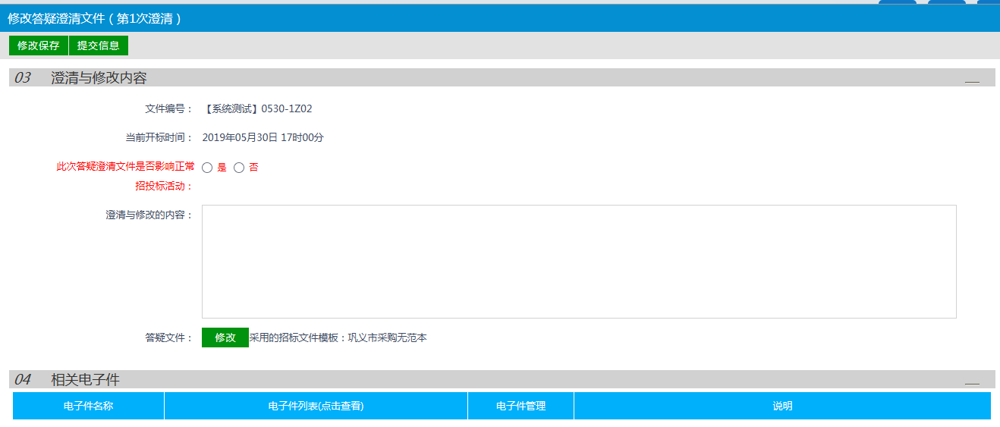 修改答疑澄清文件（第1次澄清）
修改保存 提交信息
03 澄清与修改内容
文件编号： 【系统测试】0530-1Z02
当前开标时间： 2019年05月30日 17时00分
此次答疑澄清文件是否影响正常 是 否
招投标活动：
澄清与修改的内容：
答疑文件： 修改 采用的招标文件模板：巩义市采购无范本
04 相关电子件
电子件名称 电子件列表(点击查看) 电子件管理 说明